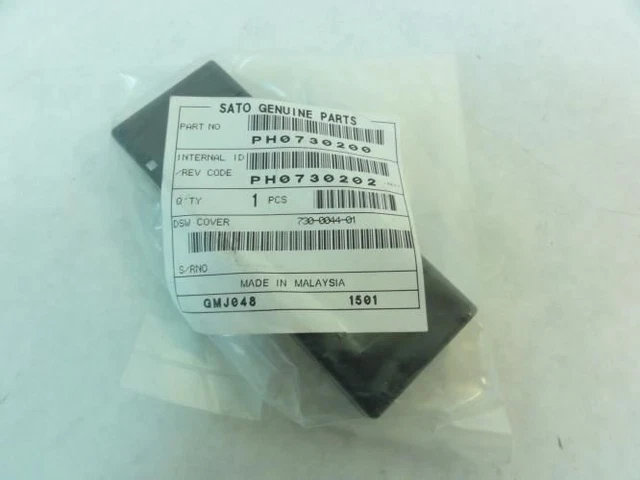 SATO GENUINE PARTS
PART NO
PH0730200
INTERNAL ID
/REV CODE PH0730202
Q'TY 1 PCS
DSW COVER 730-0044-01
S/RNO
MADE IN MALAYSIA
GMJ048 1501